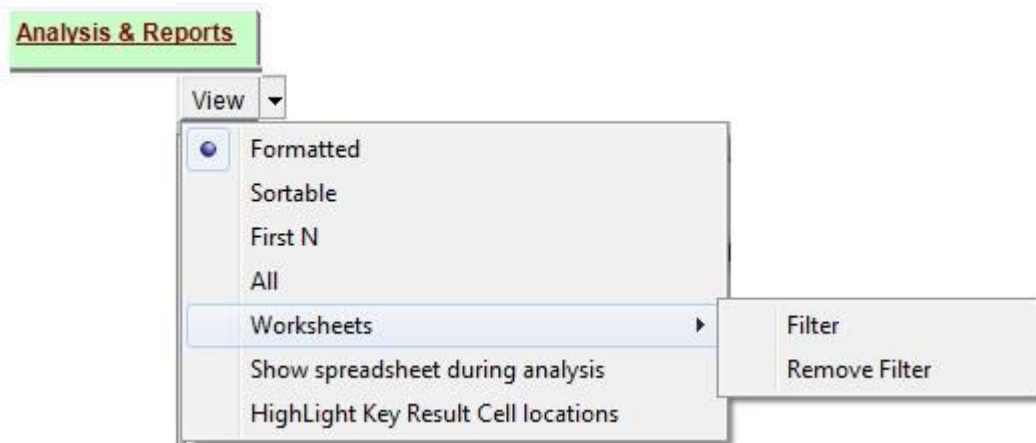 Analysis & Reports
View
Formatted
Sortable
First N
All
Worksheets
Filter
Show spreadsheet during analysis
Remove Filter
HighLight Key Result Cell locations